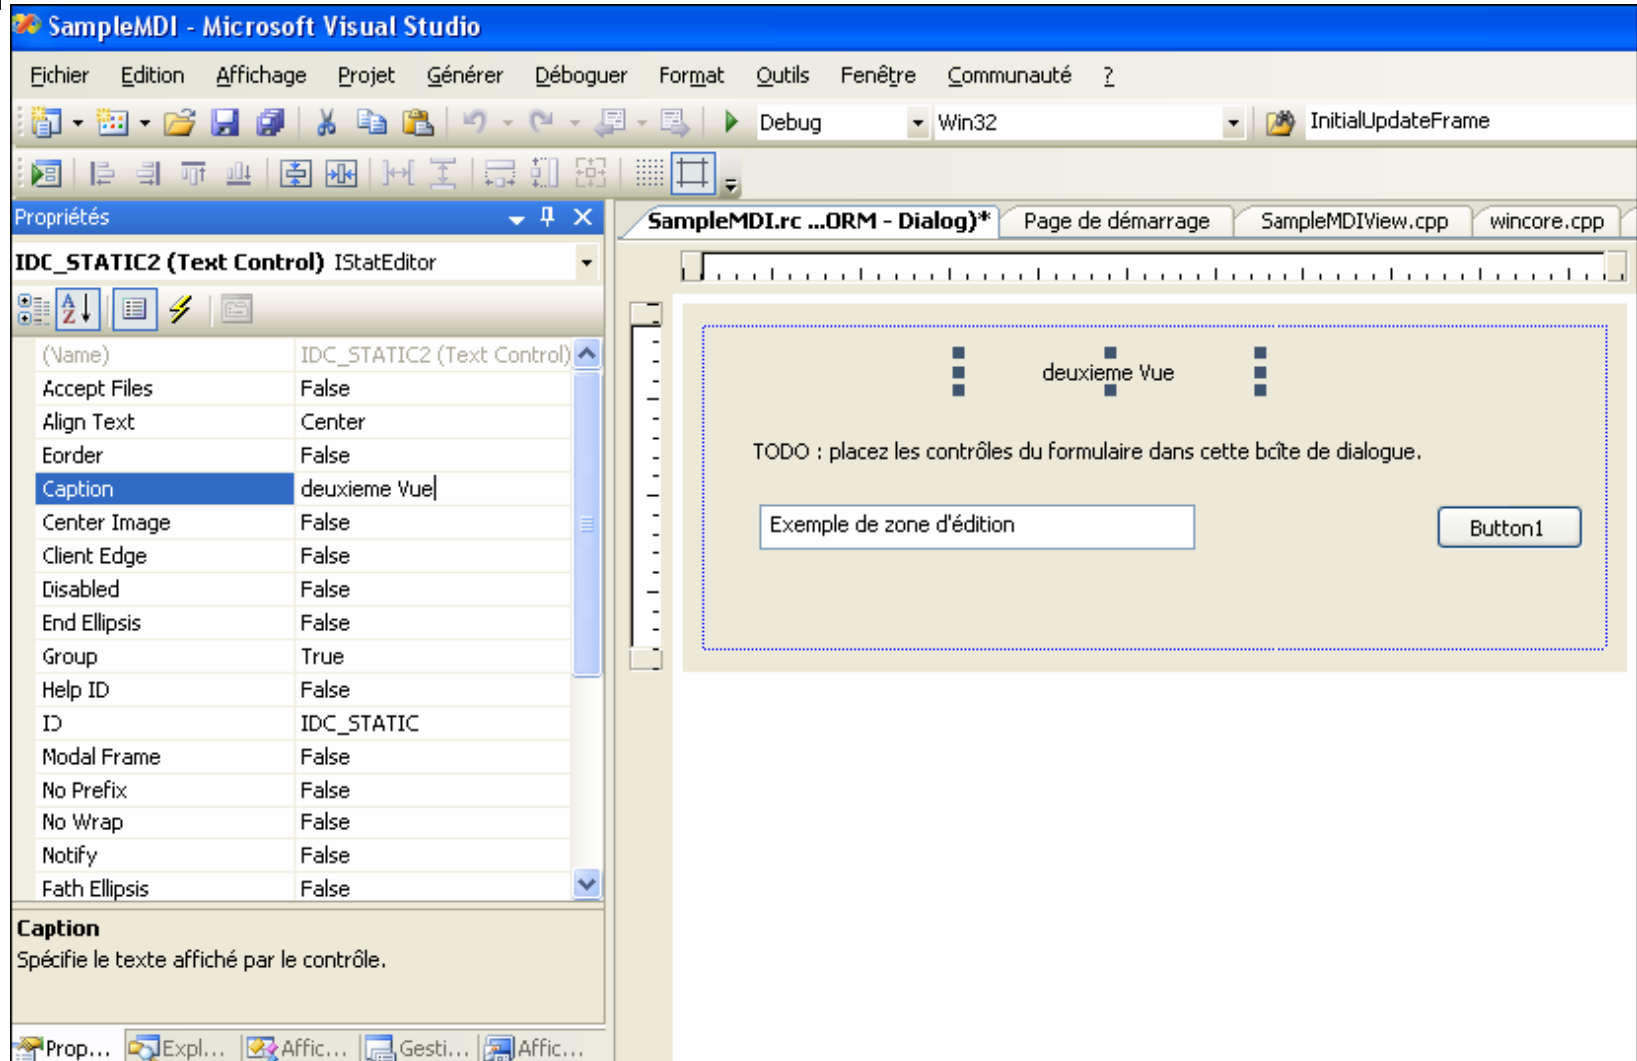 SampleMDI - Microsoft Visual Studio
Fichier Edition Affichage Projet Générer Déboguer Format Outils Fenêtre Communauté ?
Debug Win32 InitialUpdateFrame
Propriétés
IDC_STATIC2 (Text Control) IStatEditor
(Name) IDC_STATIC2 (Text Control)
Accept Files False
Align Text Center
Eorder False
Caption deuxieme Vue
Center Image False
Client Edge False
Disabled False
End Ellipsis False
Group True
Help ID False
ID IDC_STATIC
Modal Frame False
No Prefix False
No Wrap False
Notify False
Fath Ellipsis False
Caption
Spécifie le texte affiché par le contrôle.
Prop... Expl... Affic... Gesti... Affic...
SampleMDI.rc ...ORM - Dialog)* Page de démarrage SampleMDIView.cpp wincore.cpp
deuxieme Vue
TODO : placez les contrôles du formulaire dans cette boîte de dialogue.
Exemple de zone d'édition
Button1